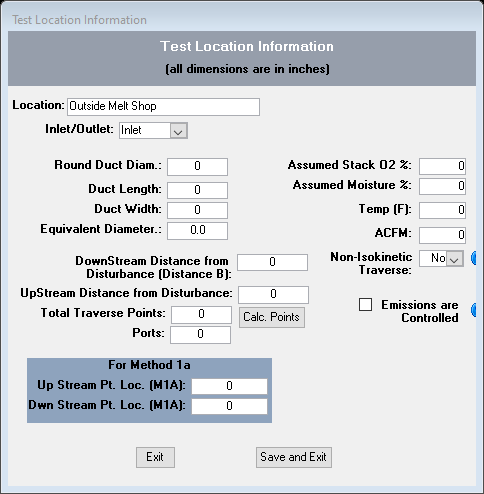 Test Location Information
Test Location Information
(all dimensions are in inches)
Location: Outside Melt Shop
Inlet/Outlet: Inlet
Round Duct Diam.: 0
Assumed Stack O2 %: 0
Duct Length: 0
Assumed Moisture %: 0
Duct Width: 0
Temp (F): 0
Equivalent Diameter.: 0.0
ACFM: 0
DownStream Distance from
Disturbance (Distance B): 0
Non-Isokinetic
Traverse: No
UpStream Distance from Disturbance: 0
Total Traverse Points: 0 Calc. Points
Emissions are
Controlled
Ports: 0
For Method 1a
Up Stream Pt. Loc. (M1A): 0
Dwn Stream Pt. Loc. (M1A): 0
Exit Save and Exit